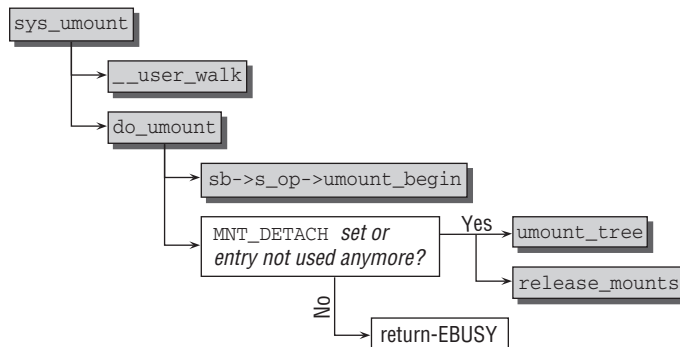 sys_umount
__user_walk
do_umount
sb->s_op->umount_begin
MNT_DETACH set or
entry not used anymore?
Yes
umount_tree
release_mounts
No
return-EBUSY